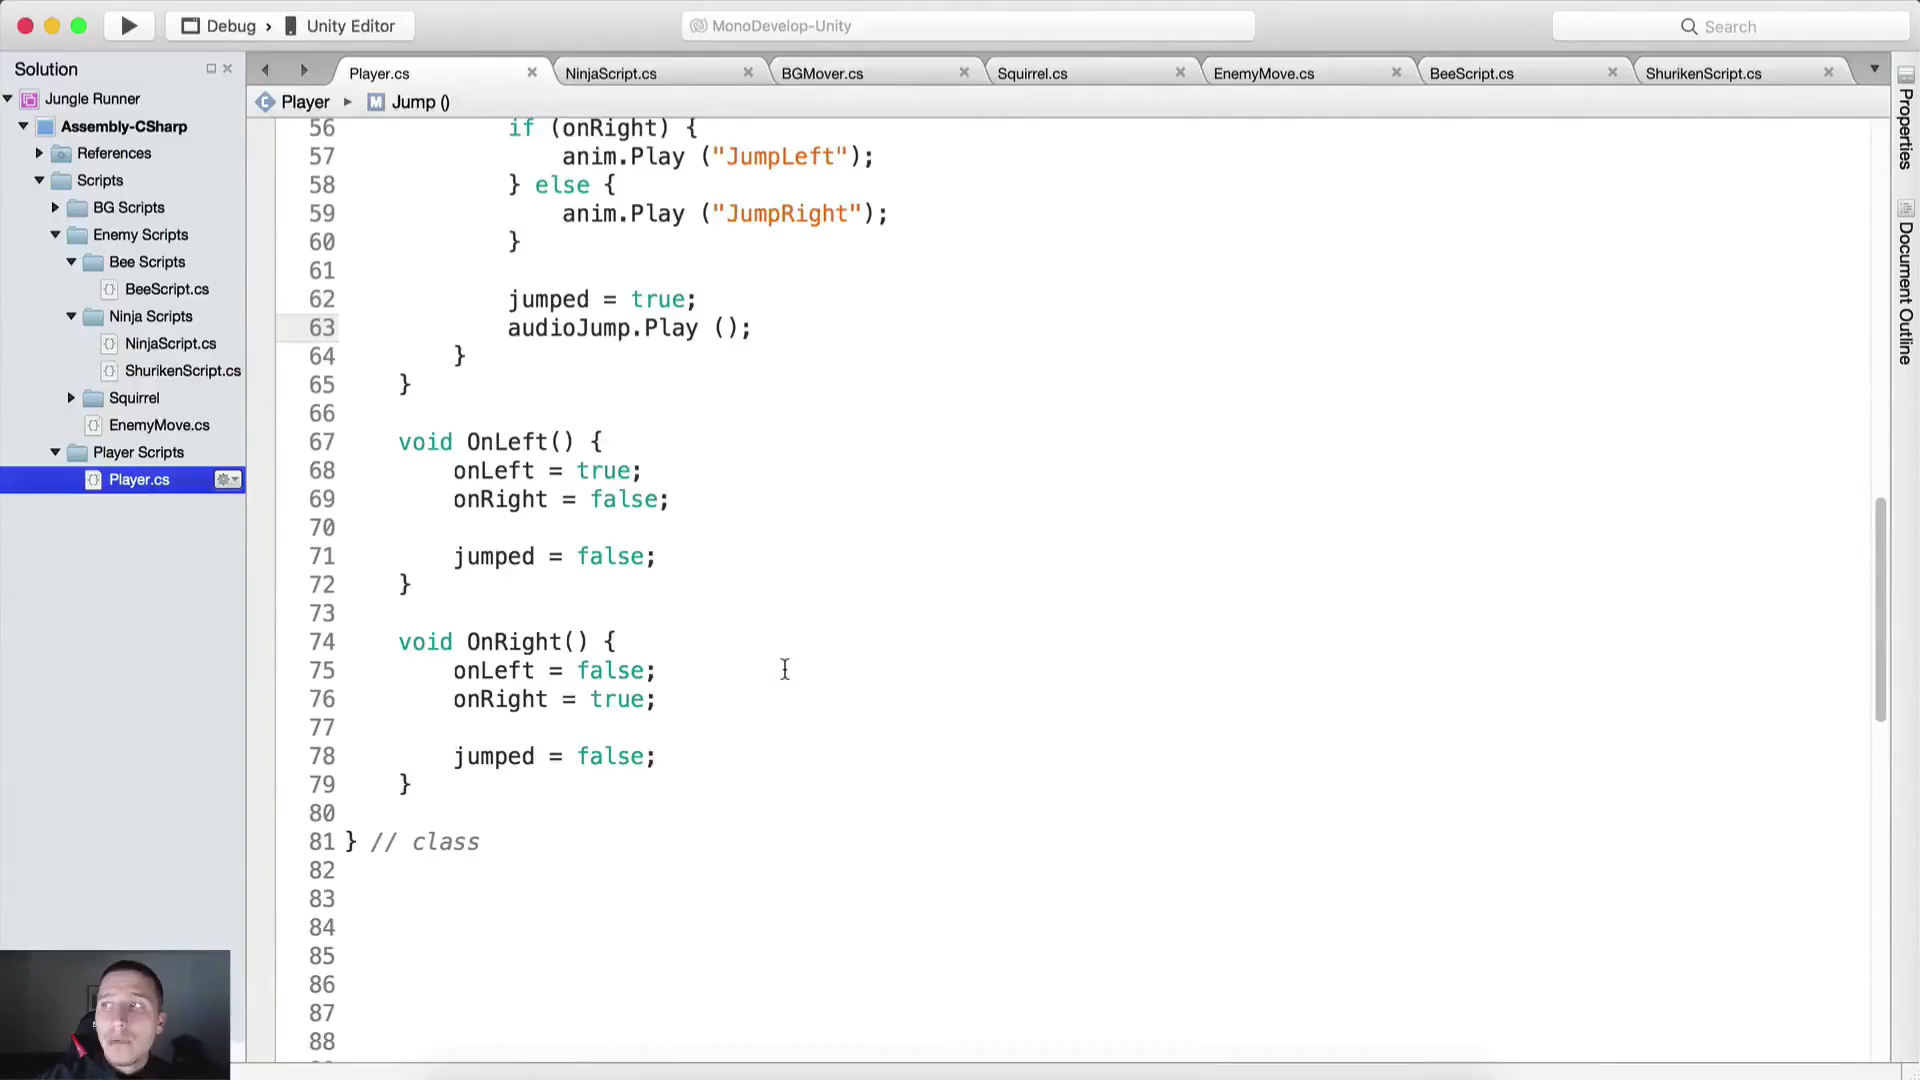 Debug › Unity Editor
MonoDevelop-Unity
Search
Solution
Player.cs
NinjaScript.cs
BGMover.cs
Squirrel.cs
EnemyMove.cs
BeeScript.cs
ShurikenScript.cs
Player ▸ M Jump ()
Jungle Runner
Assembly-CSharp
References
Scripts
BG Scripts
Enemy Scripts
Bee Scripts
BeeScript.cs
Ninja Scripts
NinjaScript.cs
ShurikenScript.cs
Squirrel
EnemyMove.cs
Player Scripts
Player.cs
56 if (onRight) {
57 anim.Play ("JumpLeft");
58 } else {
59 anim.Play ("JumpRight");
60 }
61
62 jumped = true;
63 audioJump.Play ();
64 }
65 }
66
67 void OnLeft() {
68 onLeft = true;
69 onRight = false;
70
71 jumped = false;
72 }
73
74 void OnRight() {
75 onLeft = false;
76 onRight = true;
77
78 jumped = false;
79 }
80
81 } // class
82
83
84
85
86
87
88
Properties
Document Outline